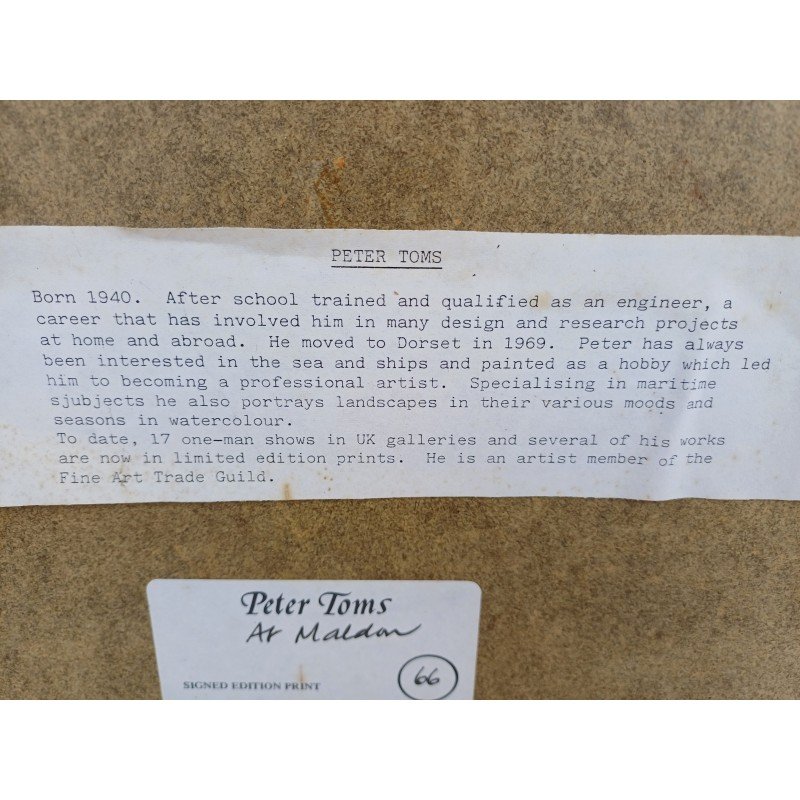 PETER TOMS
Born 1940. After school trained and qualified as an engineer, a
career that has involved him in many design and research projects
at home and abroad. He moved to Dorset in 1969. Peter has always
been interested in the sea and ships and painted as a hobby which led
him to becoming a professional artist. Specialising in maritime
sjubjects he also portrays landscapes in their various moods and
seasons in watercolour.
To date, 17 one-man shows in UK galleries and several of his works
are now in limited edition prints. He is an artist member of the
Fine Art Trade Guild.
Peter Toms
At Maldon
SIGNED EDITION PRINT 66